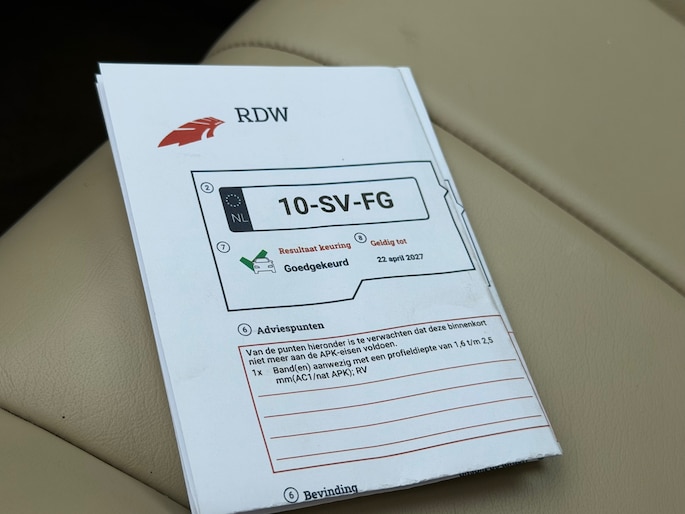 RDW
2
NL
10-SV-FG
7
Resultaat keuring
Goedgekeurd
8
Geldig tot
22 april 2027
6 Adviespunten
Van de punten hieronder is te verwachten dat deze binnenkort
niet meer aan de APK-eisen voldoen.
1x Band(en) aanwezig met een profieldiepte van 1,6 t/m 2,5
mm(AC1/nat APK); RV
6 Bevinding